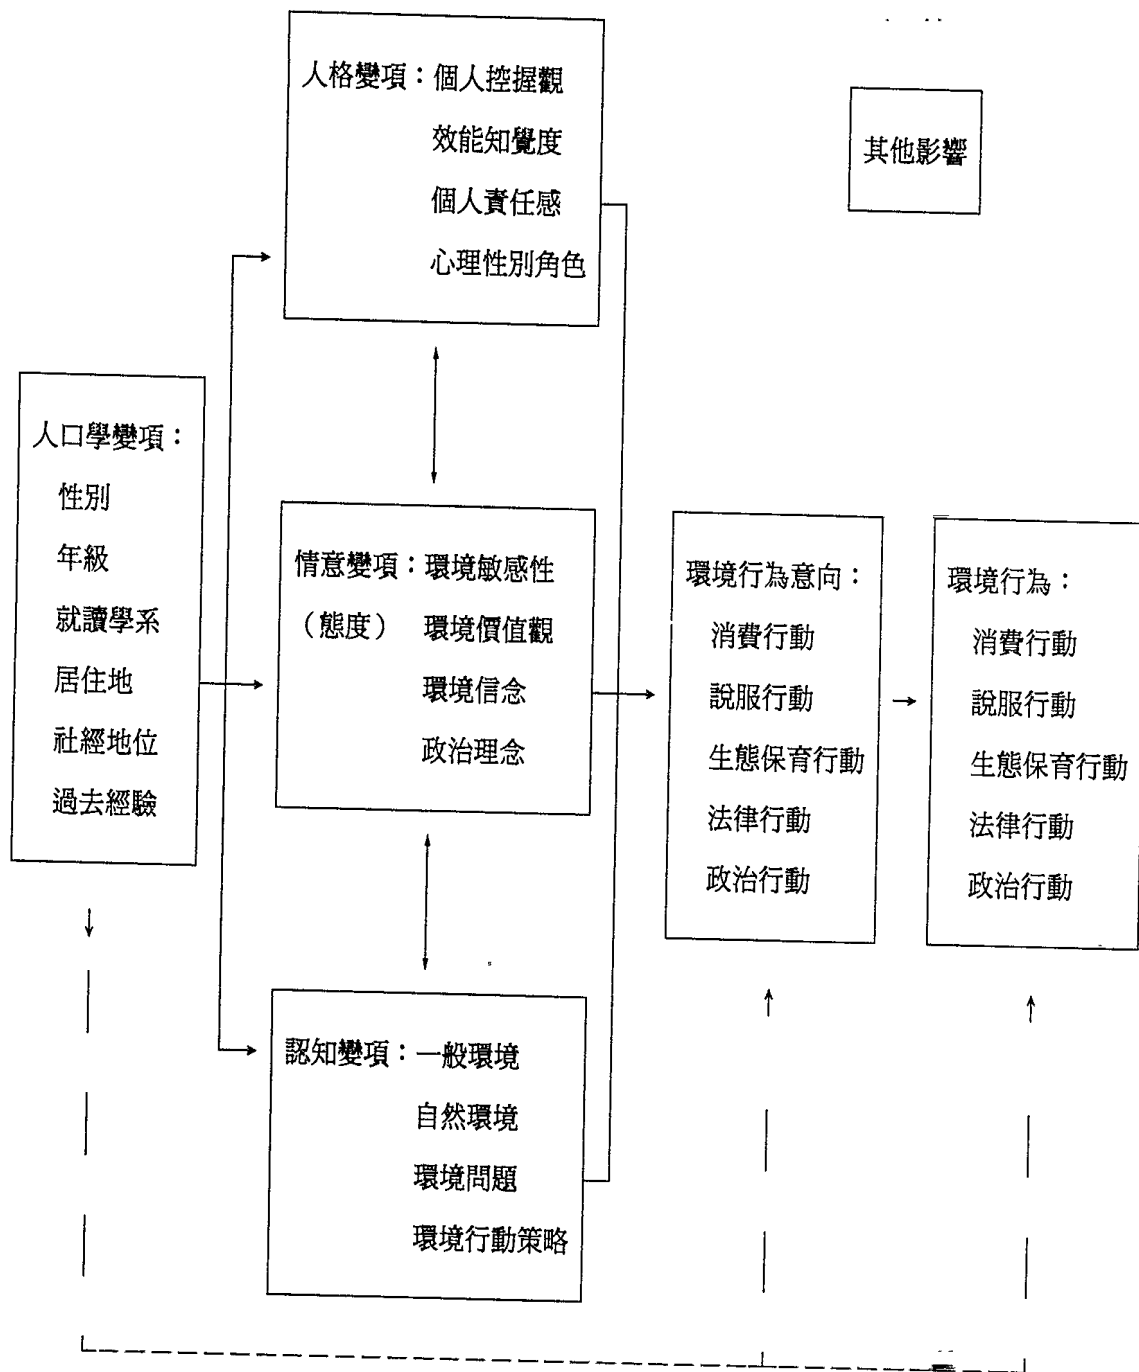 人格變項：個人控握觀
效能知覺度
個人責任感
心理性別角色
其他影響
人口學變項：
性別
年級
就讀學系
居住地
社經地位
過去經驗
情意變項：環境敏感性
（態度） 環境價值觀
環境信念
政治理念
認知變項：一般環境
自然環境
環境問題
環境行動策略
環境行為意向：
消費行動
說服行動
生態保育行動
法律行動
政治行動
環境行為：
消費行動
說服行動
生態保育行動
法律行動
政治行動